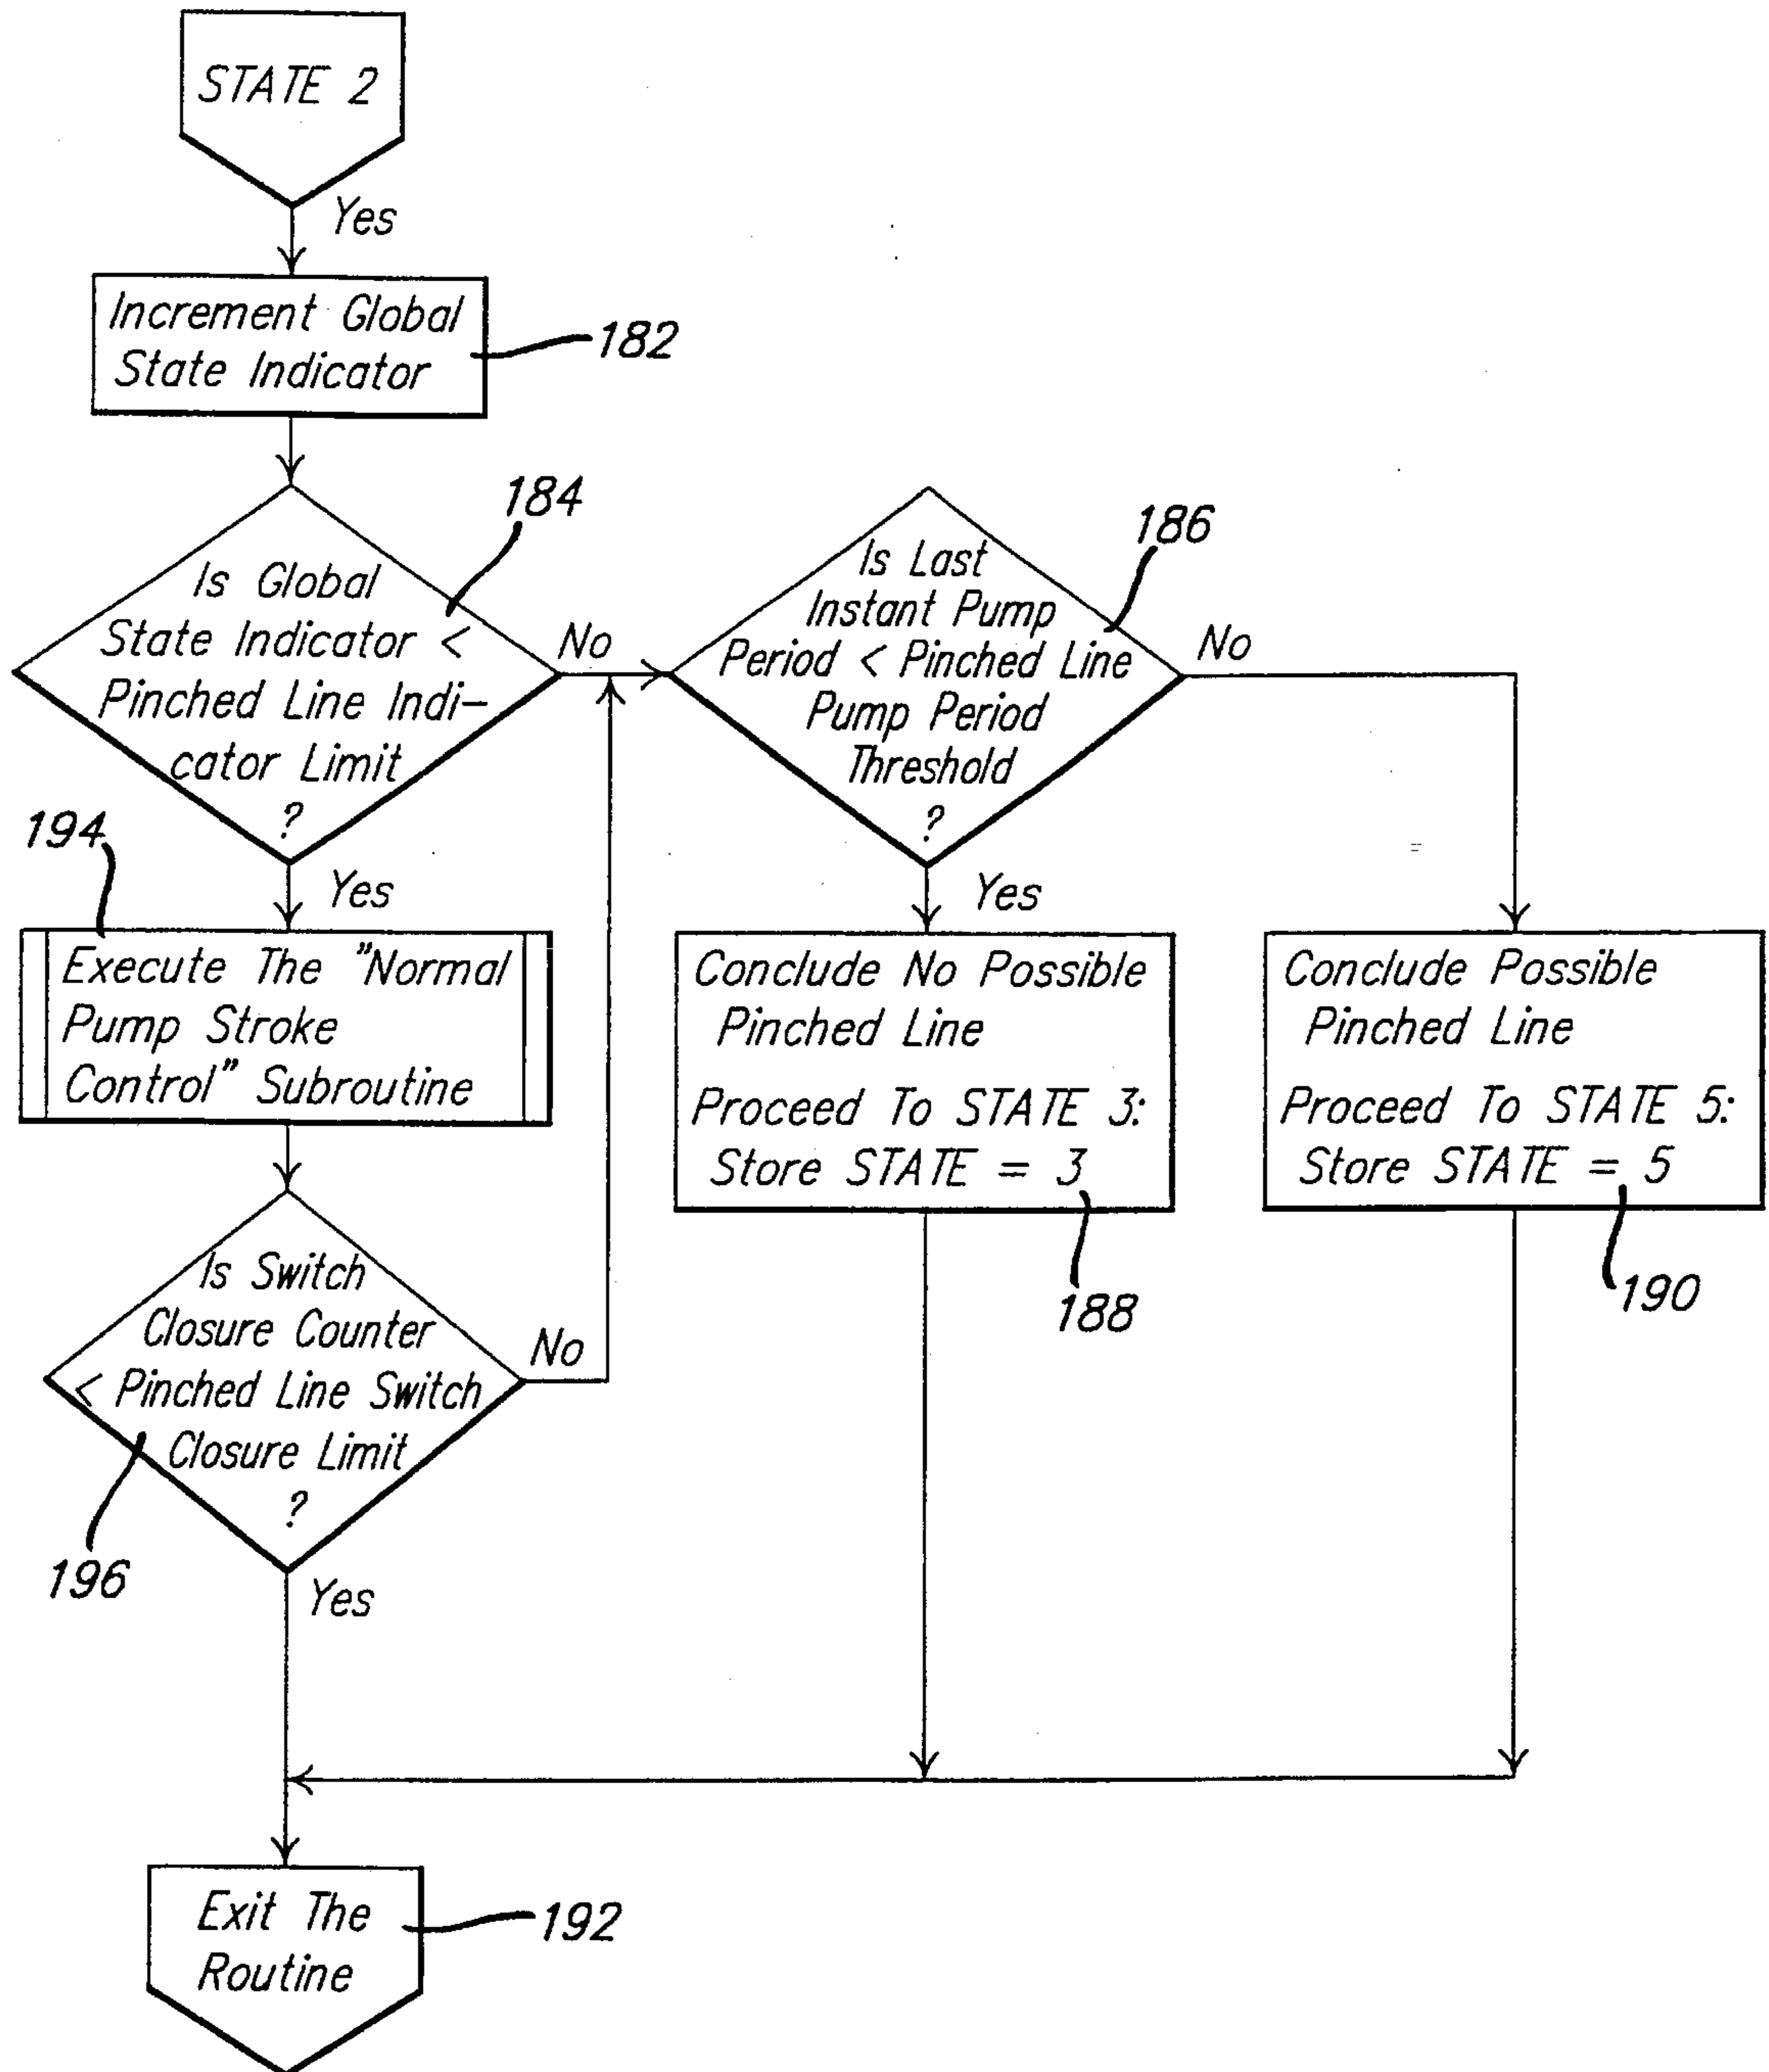 STATE 2
Yes
Increment Global
State Indicator
182
184
Is Global
State Indicator <
Pinched Line Indi-
cator Limit
?
No
186
Is Last
Instant Pump
Period < Pinched Line
Pump Period
Threshold
?
No
194
Yes
Execute The "Normal
Pump Stroke
Control" Subroutine
Yes
Conclude No Possible
Pinched Line
Proceed To STATE 3:
Store STATE = 3
188
Conclude Possible
Pinched Line
Proceed To STATE 5:
Store STATE = 5
190
Is Switch
Closure Counter
< Pinched Line Switch
Closure Limit
?
No
196
Yes
Exit The
Routine
192